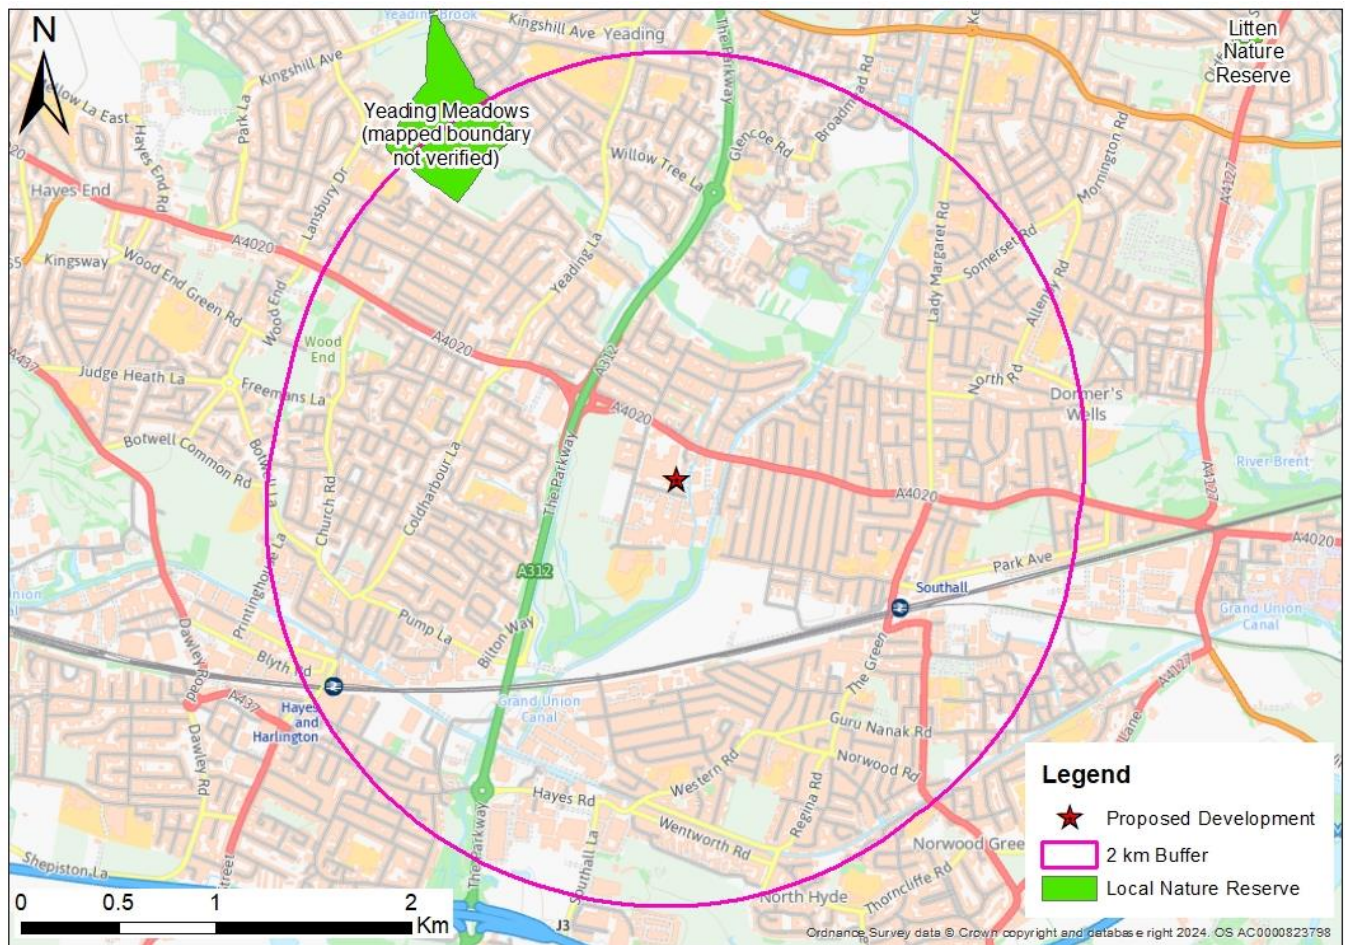 Yeading Brook
Kingshill Ave
Yeading
The Parkway
Litten
Nature
Reserve
N
Kingshill Ave
Park La
Hayes End Rd
Yeading Meadows
(mapped boundary
not verified)
Broadmead Rd
Glencoe Rd
Willow Tree La
Mornington Rd
A4127
Hayes End
Lansbury Dr
A4020
Lady Margaret Rd
Somerset Rd
Kingsway
Wood End Green Rd
Wood End
Yeading La
Allenby Rd
Wood
End
A4020
A312
A437
Judge Heath La
Freemans La
North Rd
Dormer's
Wells
A4020
Botwell Common Rd
Botwell La
Church Rd
Coldharbour La
The Parkway
River Brent
A4127
A4020
A4020
Printinghouse La
A312
Park Ave
Southall
Grand Union
Canal
Pump La
Bilton Way
Dawley Road
Blyth Rd
The Green
A4127
A437
Hayes
and
Harlington
Grand Union
Canal
Guru Nanak Rd
Norwood Rd
Western Rd
Dawley Rd
Hayes Rd
Regina Rd
Wentworth Rd
Lane
Legend
Proposed Development
2 km Buffer
Local Nature Reserve
Norwood Gree
Thorncliffe Rd
North Hyde
Southall La
The Parkway
Shepiston La
J3
0 0.5 1 2
Km
Ordnance Survey data © Crown copyright and database right 2024. OS AC0000823798